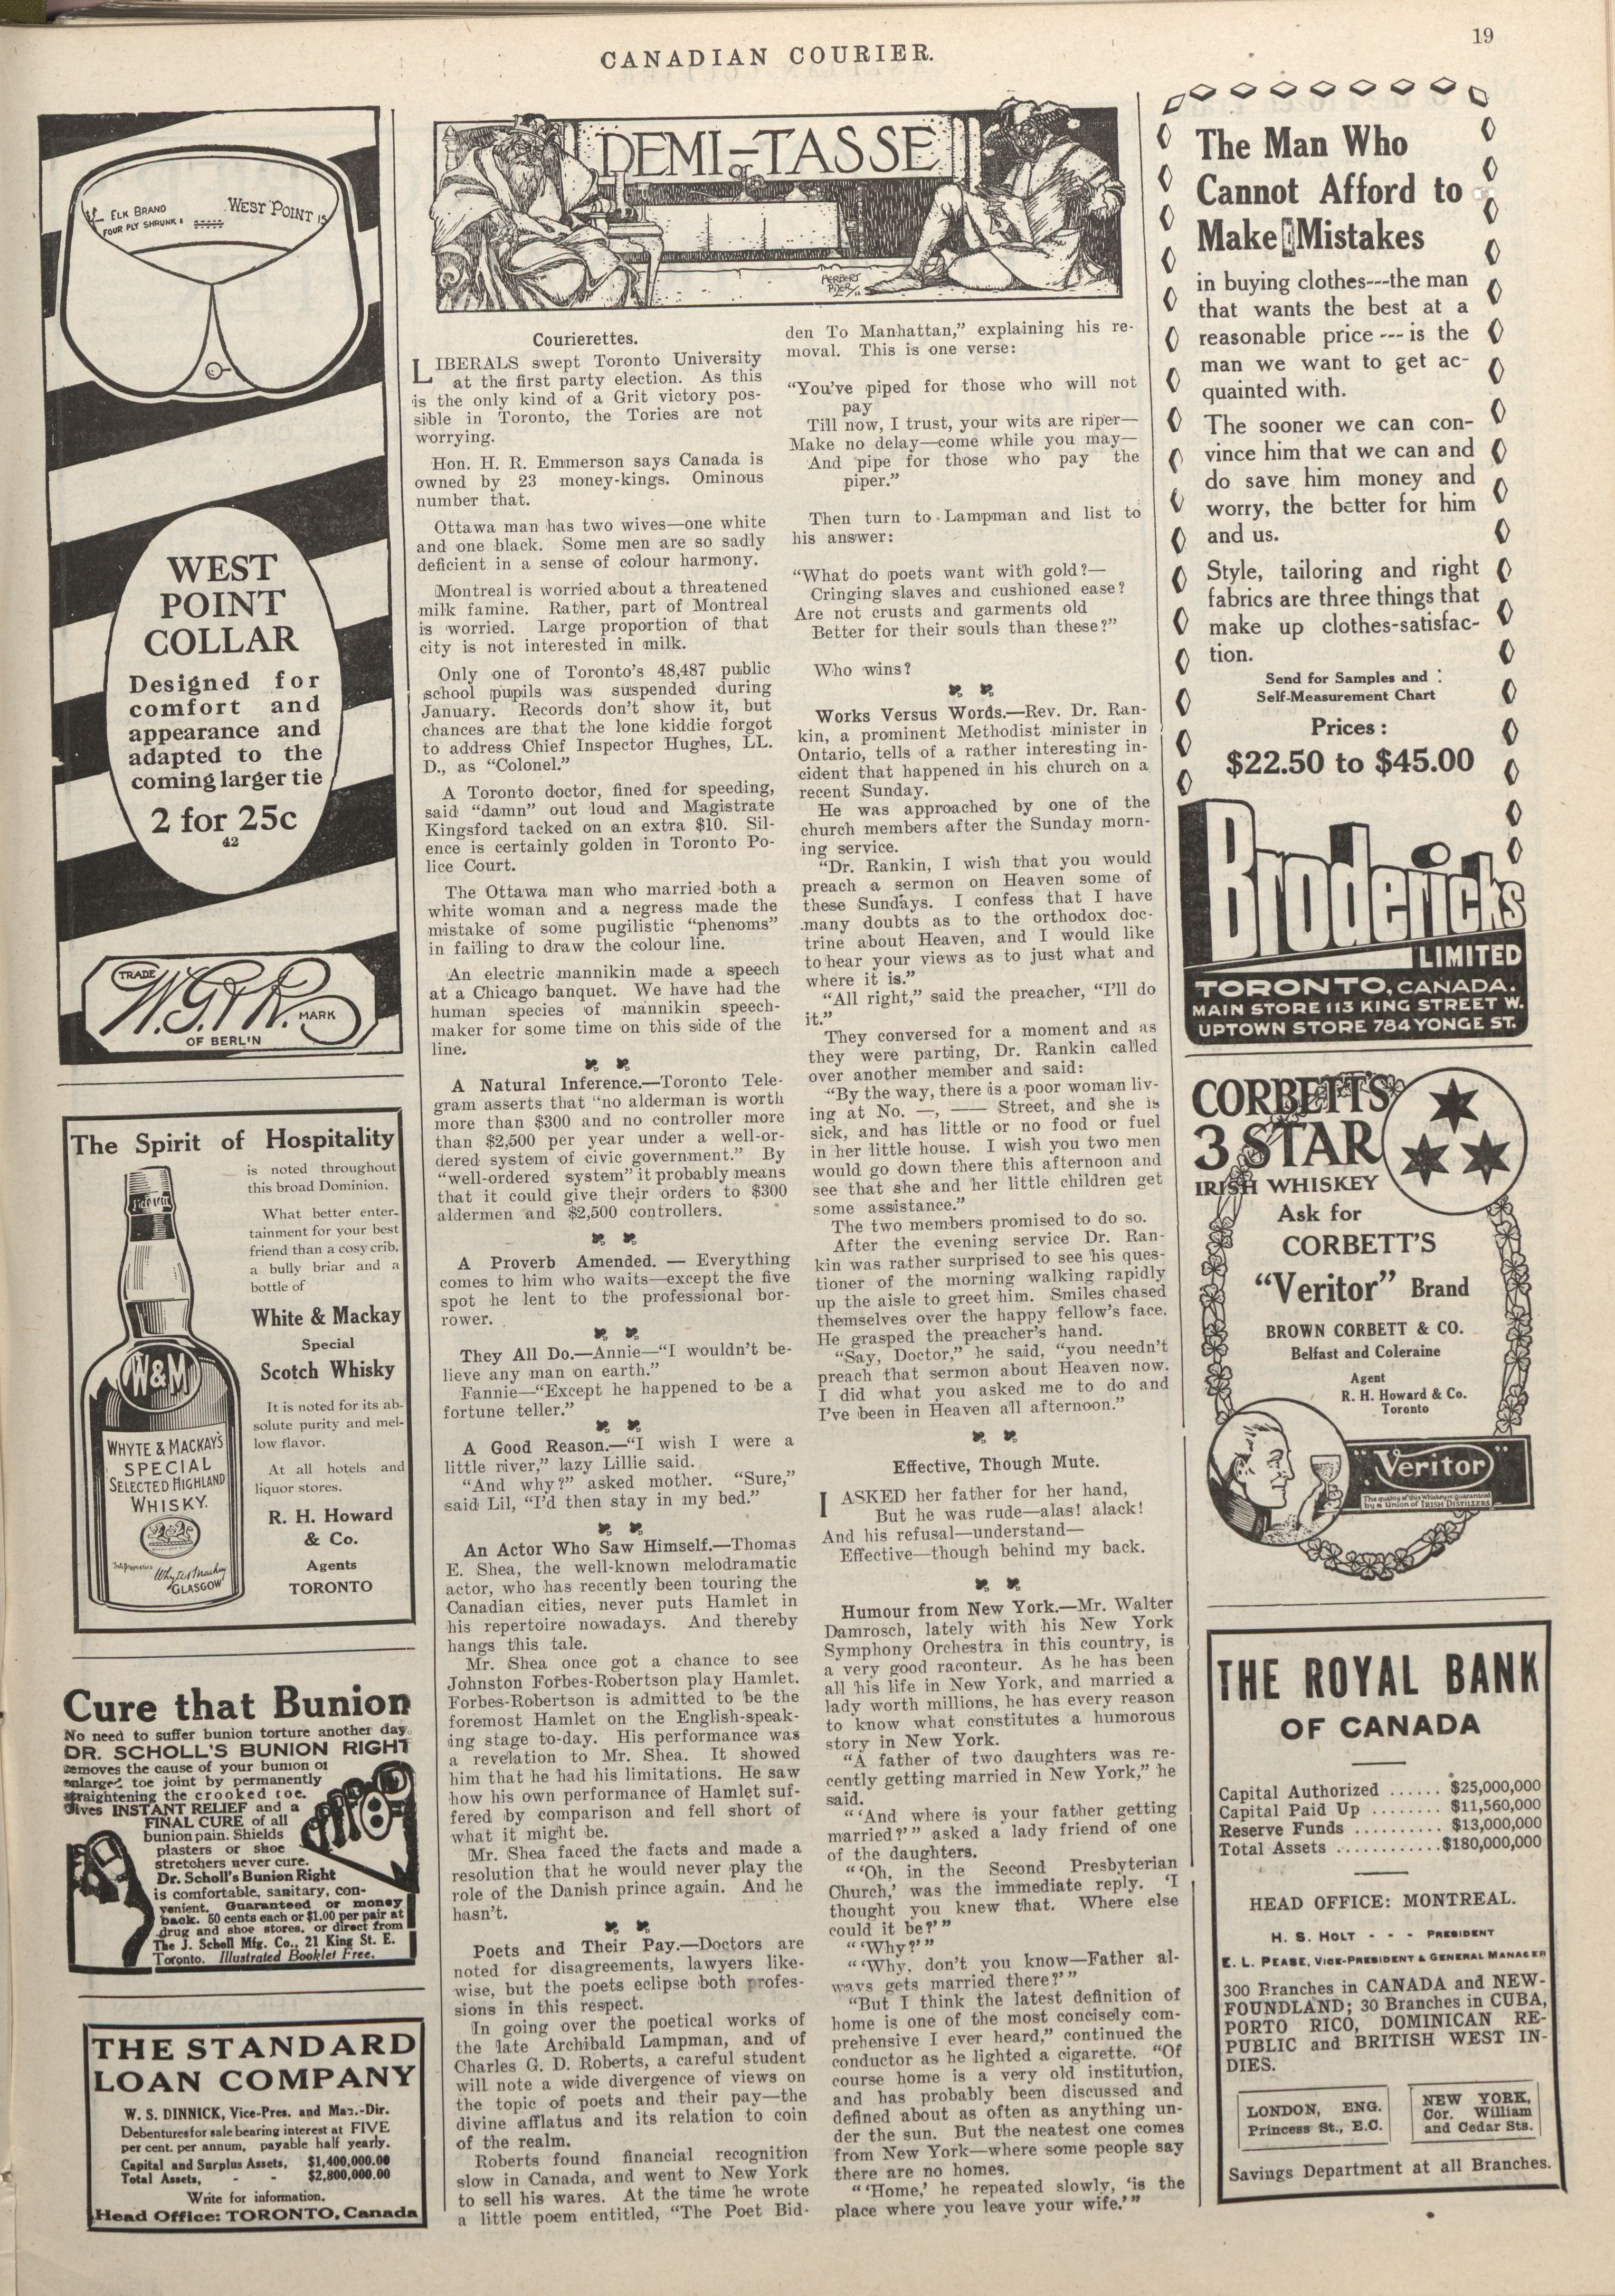 19
CANADIAN COURIER.
ELK BRAND
FOUR PLY SHRUNK
WEST POINT
WEST
POINT
COLLAR
Designed for
comfort and
appearance and
adapted to the
coming larger tie
2 for 25c
42
TRADE
W.G.& R.
MARK
OF BERLIN
The Spirit of Hospitality
is noted throughout
this broad Dominion.
What better enter-
tainment for your best
friend than a cosy crib,
a bully briar and a
bottle of
White & Mackay
Special
Scotch Whisky
It is noted for its ab-
solute purity and mel-
low flavor.
At all hotels and
liquor stores.
R. H. Howard
& Co.
Agents
TORONTO
W&M
WHYTE & MACKAY'S
SPECIAL
SELECTED HIGHLAND
WHISKY.
Whyte & Mackay
GLASGOW
Cure that Bunion
No need to suffer bunion torture another day.
DR. SCHOLL'S BUNION RIGHT
removes the cause of your bunion or
enlarged toe joint by permanently
straightening the crooked toe.
Gives INSTANT RELIEF and a
FINAL CURE of all
bunion pain. Shields
plasters or shoe
stretchers never cure.
Dr. Scholl's Bunion Right
is comfortable, sanitary, con-
venient. Guaranteed or money
back. 50 cents each or $1.00 per pair at
drug and shoe stores, or direct from
The J. Scholl Mfg. Co., 21 King St. E.
Toronto. Illustrated Booklet Free.
THE STANDARD
LOAN COMPANY
W. S. DINNICK, Vice-Pres. and Man.-Dir.
Debentures for sale bearing interest at FIVE
per cent. per annum, payable half yearly.
Capital and Surplus Assets, $1,400,000.00
Total Assets, - - $2,800,000.00
Write for information.
Head Office: TORONTO, Canada
DEMI-TASSE
Courierettes.
LIBERALS swept Toronto University
at the first party election. As this
is the only kind of a Grit victory pos-
sible in Toronto, the Tories are not
worrying.
Hon. H. R. Emmerson says Canada is
owned by 23 money-kings. Ominous
number that.
Ottawa man has two wives—one white
and one black. Some men are so sadly
deficient in a sense of colour harmony.
Montreal is worried about a threatened
milk famine. Rather, part of Montreal
is worried. Large proportion of that
city is not interested in milk.
Only one of Toronto's 48,487 public
school pupils was suspended during
January. Records don't show it, but
chances are that the lone kiddie forgot
to address Chief Inspector Hughes, LL.
D., as "Colonel."
A Toronto doctor, fined for speeding,
said "damn" out loud and Magistrate
Kingsford tacked on an extra $10. Sil-
ence is certainly golden in Toronto Po-
lice Court.
The Ottawa man who married both a
white woman and a negress made the
mistake of some pugilistic "phenoms"
in failing to draw the colour line.
An electric mannikin made a speech
at a Chicago banquet. We have had the
human species of mannikin speech-
maker for some time on this side of the
line.
A Natural Inference.—Toronto Tele-
gram asserts that "no alderman is worth
more than $300 and no controller more
than $2,500 per year under a well-or-
dered system of civic government." By
"well-ordered system" it probably means
that it could give their orders to $300
aldermen and $2,500 controllers.
A Proverb Amended. — Everything
comes to him who waits—except the five
spot he lent to the professional bor-
rower.
They All Do.—Annie—"I wouldn't be-
lieve any man on earth."
Fannie—"Except he happened to be a
fortune teller."
A Good Reason.—"I wish I were a
little river," lazy Lillie said.
"And why?" asked mother. "Sure,"
said Lil, "I'd then stay in my bed."
An Actor Who Saw Himself.—Thomas
E. Shea, the well-known melodramatic
actor, who has recently been touring the
Canadian cities, never puts Hamlet in
his repertoire nowadays. And thereby
hangs this tale.
Mr. Shea once got a chance to see
Johnston Forbes-Robertson play Hamlet.
Forbes-Robertson is admitted to be the
foremost Hamlet on the English-speak-
ing stage to-day. His performance was
a revelation to Mr. Shea. It showed
him that he had his limitations. He saw
how his own performance of Hamlet suf-
fered by comparison and fell short of
what it might be.
Mr. Shea faced the facts and made a
resolution that he would never play the
role of the Danish prince again. And he
hasn't.
Poets and Their Pay.—Doctors are
noted for disagreements, lawyers like-
wise, but the poets eclipse both profes-
sions in this respect.
In going over the poetical works of
the late Archibald Lampman, and of
Charles G. D. Roberts, a careful student
will note a wide divergence of views on
the topic of poets and their pay—the
divine afflatus and its relation to coin
of the realm.
Roberts found financial recognition
slow in Canada, and went to New York
to sell his wares. At the time he wrote
a little poem entitled, "The Poet Bid-
den To Manhattan," explaining his re-
moval. This is one verse:
"You've piped for those who will not
pay
Till now, I trust, your wits are riper—
Make no delay—come while you may—
And pipe for those who pay the
piper."
Then turn to Lampman and list to
his answer:
"What do poets want with gold?—
Cringing slaves and cushioned ease?
Are not crusts and garments old
Better for their souls than these?"
Who wins?
Works Versus Words.—Rev. Dr. Ran-
kin, a prominent Methodist minister in
Ontario, tells of a rather interesting in-
cident that happened in his church on a
recent Sunday.
He was approached by one of the
church members after the Sunday morn-
ing service.
"Dr. Rankin, I wish that you would
preach a sermon on Heaven some of
these Sundays. I confess that I have
many doubts as to the orthodox doc-
trine about Heaven, and I would like
to hear your views as to just what and
where it is."
"All right," said the preacher, "I'll do
it."
They conversed for a moment and as
they were parting, Dr. Rankin called
over another member and said:
"By the way, there is a poor woman liv-
ing at No. —, —— Street, and she is
sick, and has little or no food or fuel
in her little house. I wish you two men
would go down there this afternoon and
see that she and her little children get
some assistance."
The two members promised to do so.
After the evening service Dr. Ran-
kin was rather surprised to see his ques-
tioner of the morning walking rapidly
up the aisle to greet him. Smiles chased
themselves over the happy fellow's face.
He grasped the preacher's hand.
"Say, Doctor," he said, "you needn't
preach that sermon about Heaven now.
I did what you asked me to do and
I've been in Heaven all afternoon."
Effective, Though Mute.
I ASKED her father for her hand,
But he was rude—alas! alack!
And his refusal—understand—
Effective—though behind my back.
Humour from New York.—Mr. Walter
Damrosch, lately with his New York
Symphony Orchestra in this country, is
a very good raconteur. As he has been
all his life in New York, and married a
lady worth millions, he has every reason
to know what constitutes a humorous
story in New York.
"A father of two daughters was re-
cently getting married in New York," he
said.
"'And where is your father getting
married?'" asked a lady friend of one
of the daughters.
"'Oh, in the Second Presbyterian
Church,' was the immediate reply. 'I
thought you knew that. Where else
could it be?'"
"'Why?'"
"'Why, don't you know—Father al-
ways gets married there?'"
"But I think the latest definition of
home is one of the most concisely com-
prehensive I ever heard," continued the
conductor as he lighted a cigarette. "Of
course home is a very old institution,
and has probably been discussed and
defined about as often as anything un-
der the sun. But the neatest one comes
from New York—where some people say
there are no homes.
"'Home,' he repeated slowly, 'is the
place where you leave your wife.'"
The Man Who
Cannot Afford to
Make Mistakes
in buying clothes---the man
that wants the best at a
reasonable price --- is the
man we want to get ac-
quainted with.
The sooner we can con-
vince him that we can and
do save him money and
worry, the better for him
and us.
Style, tailoring and right
fabrics are three things that
make up clothes-satisfac-
tion.
Send for Samples and
Self-Measurement Chart
Prices:
$22.50 to $45.00
Brodericks
LIMITED
TORONTO, CANADA.
MAIN STORE 113 KING STREET W.
UPTOWN STORE 784 YONGE ST.
CORBETT'S
3 STAR
IRISH WHISKEY
Ask for
CORBETT'S
"Veritor" Brand
BROWN CORBETT & CO.
Belfast and Coleraine
Agent
R. H. Howard & Co.
Toronto
"Veritor"
The quality of this Whiskey is guaranteed
by a Union of IRISH DISTILLERS
THE ROYAL BANK
OF CANADA
Capital Authorized ...... $25,000,000
Capital Paid Up ........ $11,560,000
Reserve Funds .......... $13,000,000
Total Assets ............ $180,000,000
HEAD OFFICE: MONTREAL.
H. S. HOLT - - - PRESIDENT
E. L. PEASE, VICE-PRESIDENT & GENERAL MANAGER
300 Branches in CANADA and NEW-
FOUNDLAND; 30 Branches in CUBA,
PORTO RICO, DOMINICAN RE-
PUBLIC and BRITISH WEST IN-
DIES.
LONDON, ENG.
Princess St., E.C.
NEW YORK,
Cor. William
and Cedar Sts.
Savings Department at all Branches.